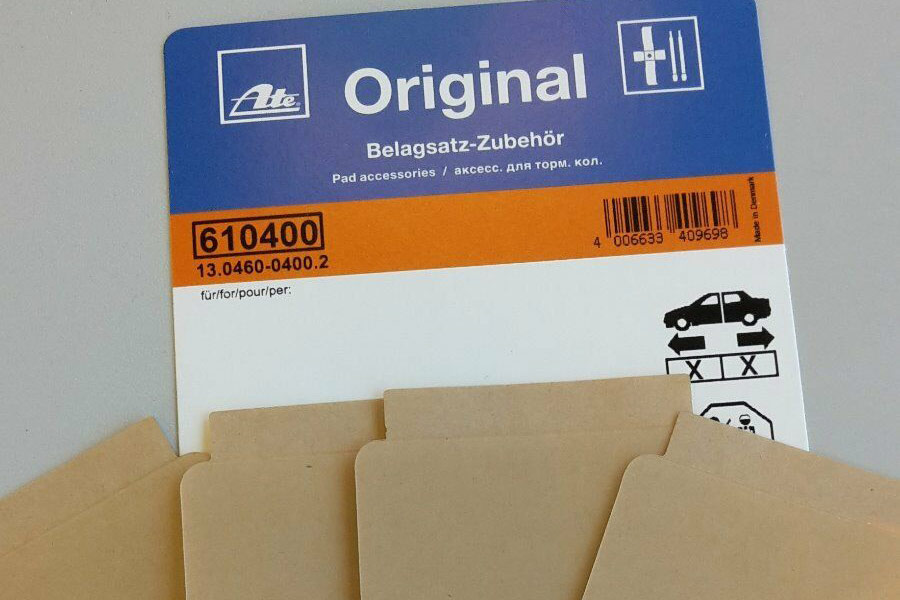 Ate
Original
Belagsatz-Zubehör
Pad accessories / аксесс. для торм. кол.
610400
13.0460-0400.2
4 006633 409698
Made in Denmark
für/for/pour/per:
X X